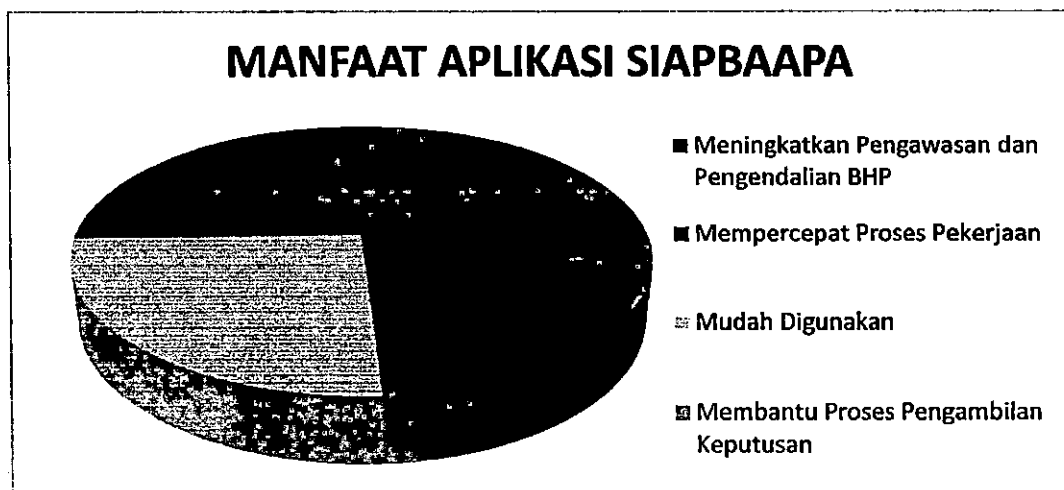 MANFAAT APLIKASI SIAPBAAPA
Meningkatkan Pengawasan dan
Pengendalian BHP
Mempercepat Proses Pekerjaan
Mudah Digunakan
Membantu Proses Pengambilan
Keputusan